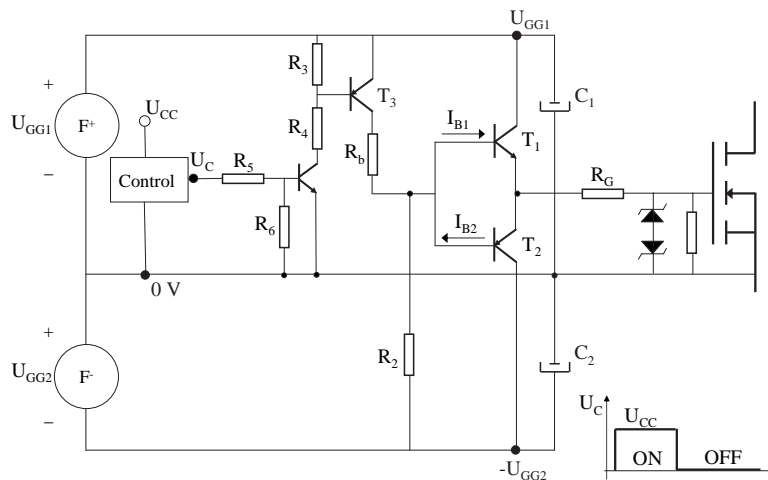 U_GG1
R_3
+
T_3
C_1
U_GG1
F⁺
U_CC
R_4
I_B1
T_1
−
U_C
R_5
R_b
Control
R_G
R_6
I_B2
T_2
0 V
+
C_2
U_GG2
F⁻
R_2
U_C
U_CC
−
ON
OFF
-U_GG2